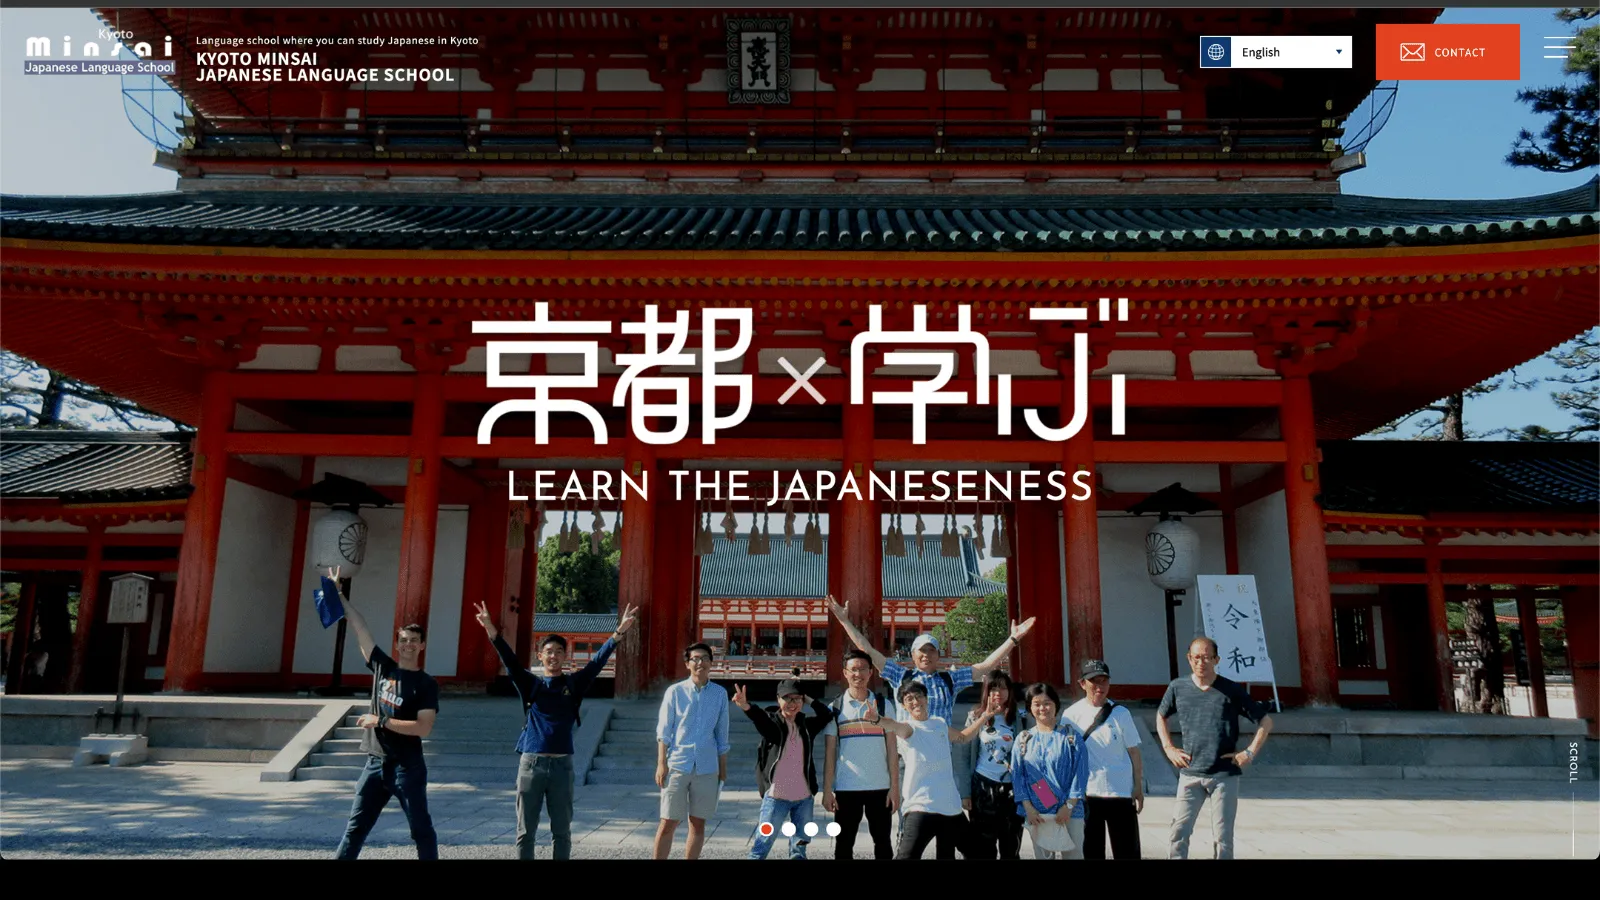 Kyoto
Minsai
Japanese Language School
Language school where you can study Japanese in Kyoto
KYOTO MINSAI
JAPANESE LANGUAGE SCHOOL
English
CONTACT
京都×学ぶ
LEARN THE JAPANESENESS
令和
SCROLL